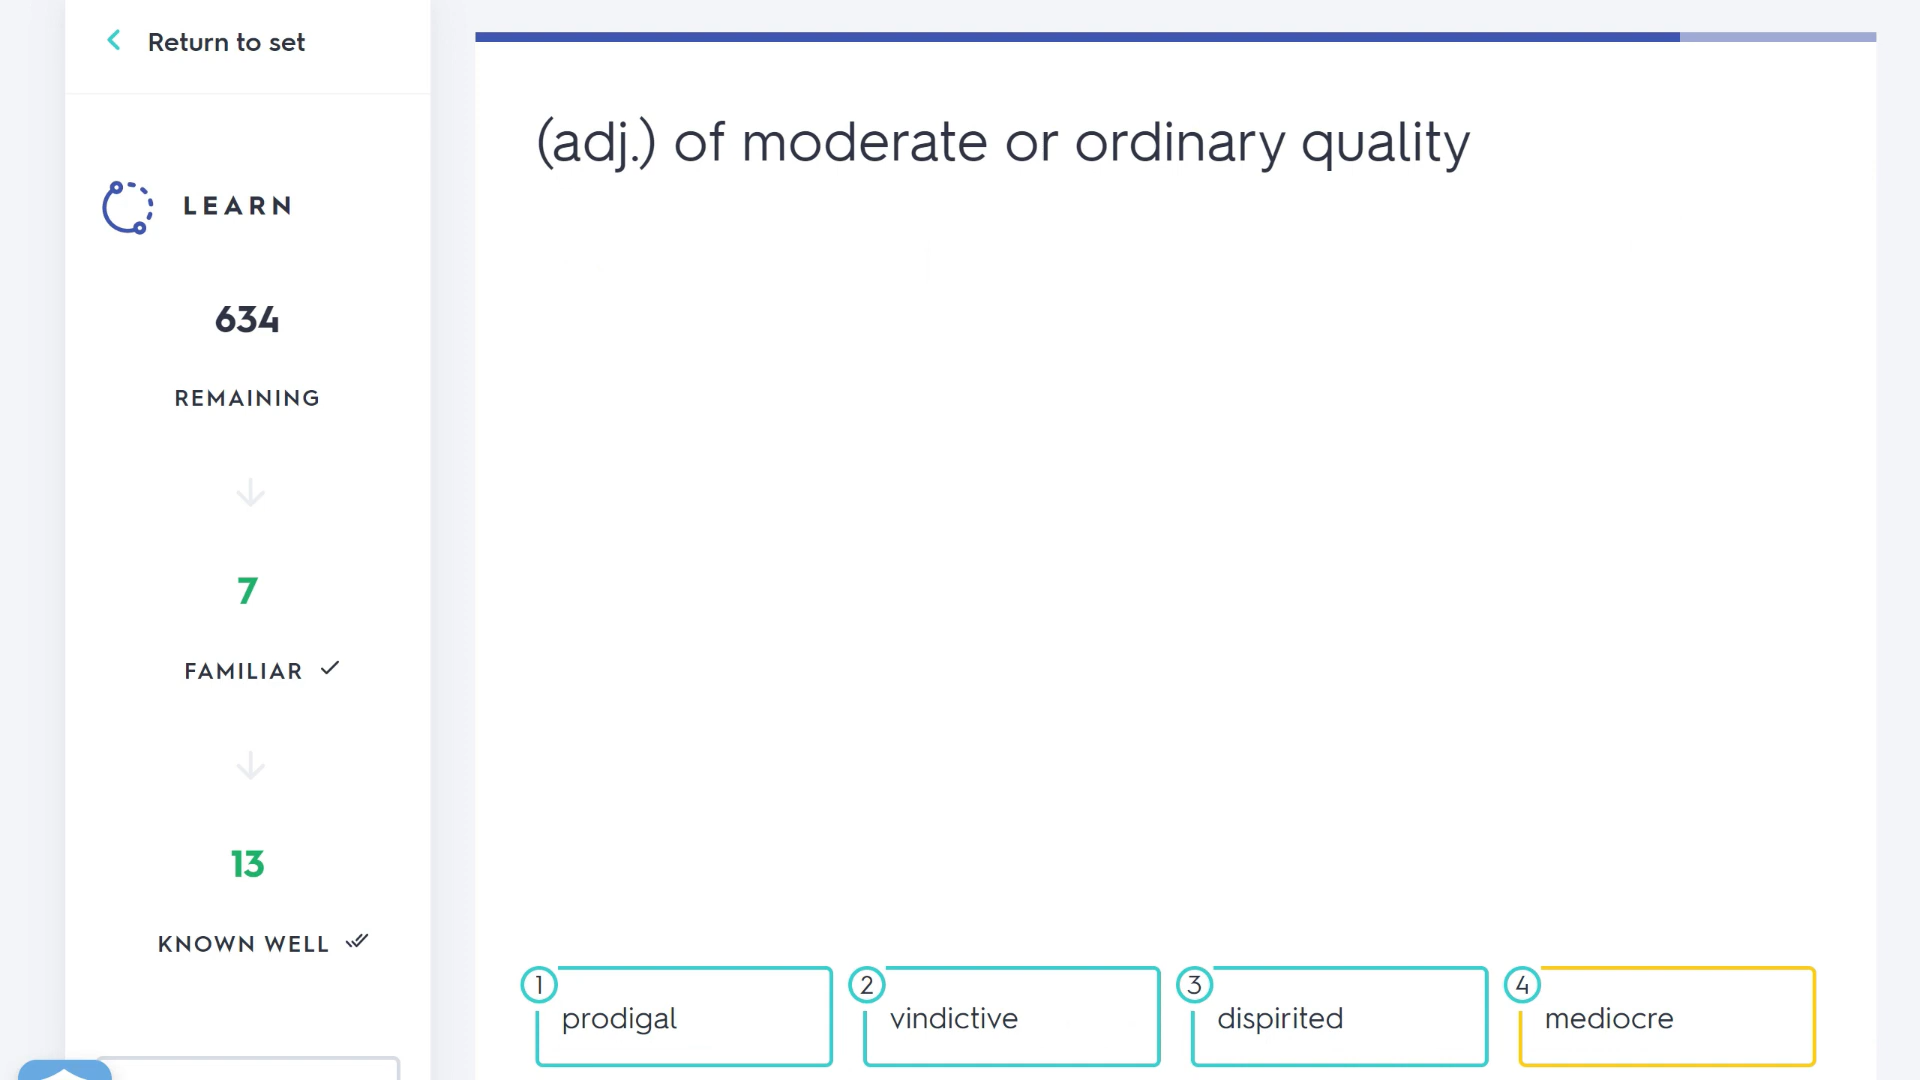 Return to set
LEARN
634
REMAINING
7
FAMILIAR
13
KNOWN WELL
(adj.) of moderate or ordinary quality
1 prodigal
2 vindictive
3 dispirited
4 mediocre